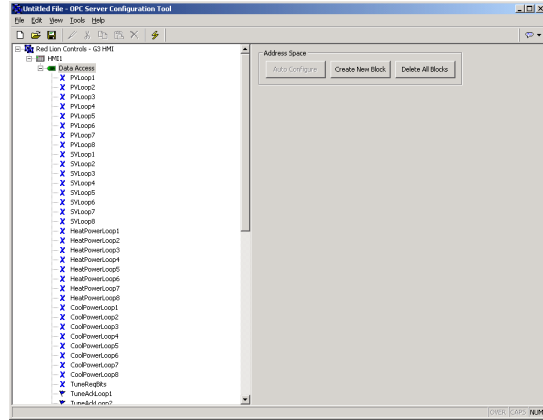 Untitled File - OPC Server Configuration Tool
File Edit View Tools Help
Red Lion Controls - G3 HMI
HMI1
Data Access
PVLoop1
PVLoop2
PVLoop3
PVLoop4
PVLoop5
PVLoop6
PVLoop7
PVLoop8
SVLoop1
SVLoop2
SVLoop3
SVLoop4
SVLoop5
SVLoop6
SVLoop7
SVLoop8
HeatPowerLoop1
HeatPowerLoop2
HeatPowerLoop3
HeatPowerLoop4
HeatPowerLoop5
HeatPowerLoop6
HeatPowerLoop7
HeatPowerLoop8
CoolPowerLoop1
CoolPowerLoop2
CoolPowerLoop3
CoolPowerLoop4
CoolPowerLoop5
CoolPowerLoop6
CoolPowerLoop7
CoolPowerLoop8
TuneReqBits
TuneAckLoop1
TuneAckLoop2
Address Space
Auto Configure Create New Block Delete All Blocks
OVER CAPS NUM